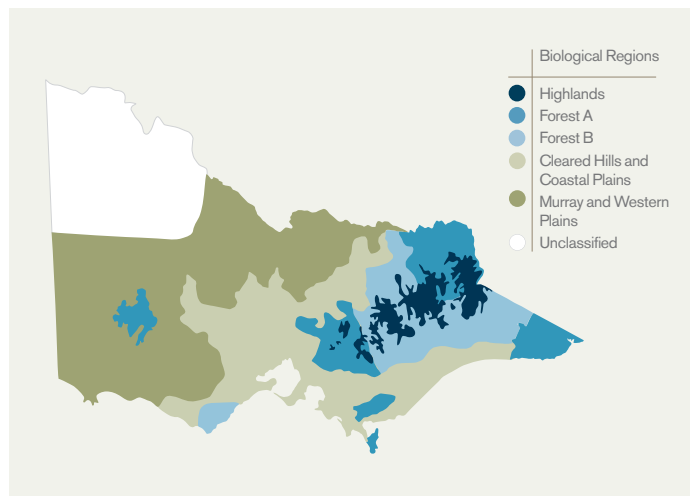 Biological Regions
Highlands
Forest A
Forest B
Cleared Hills and
Coastal Plains
Murray and Western
Plains
Unclassified